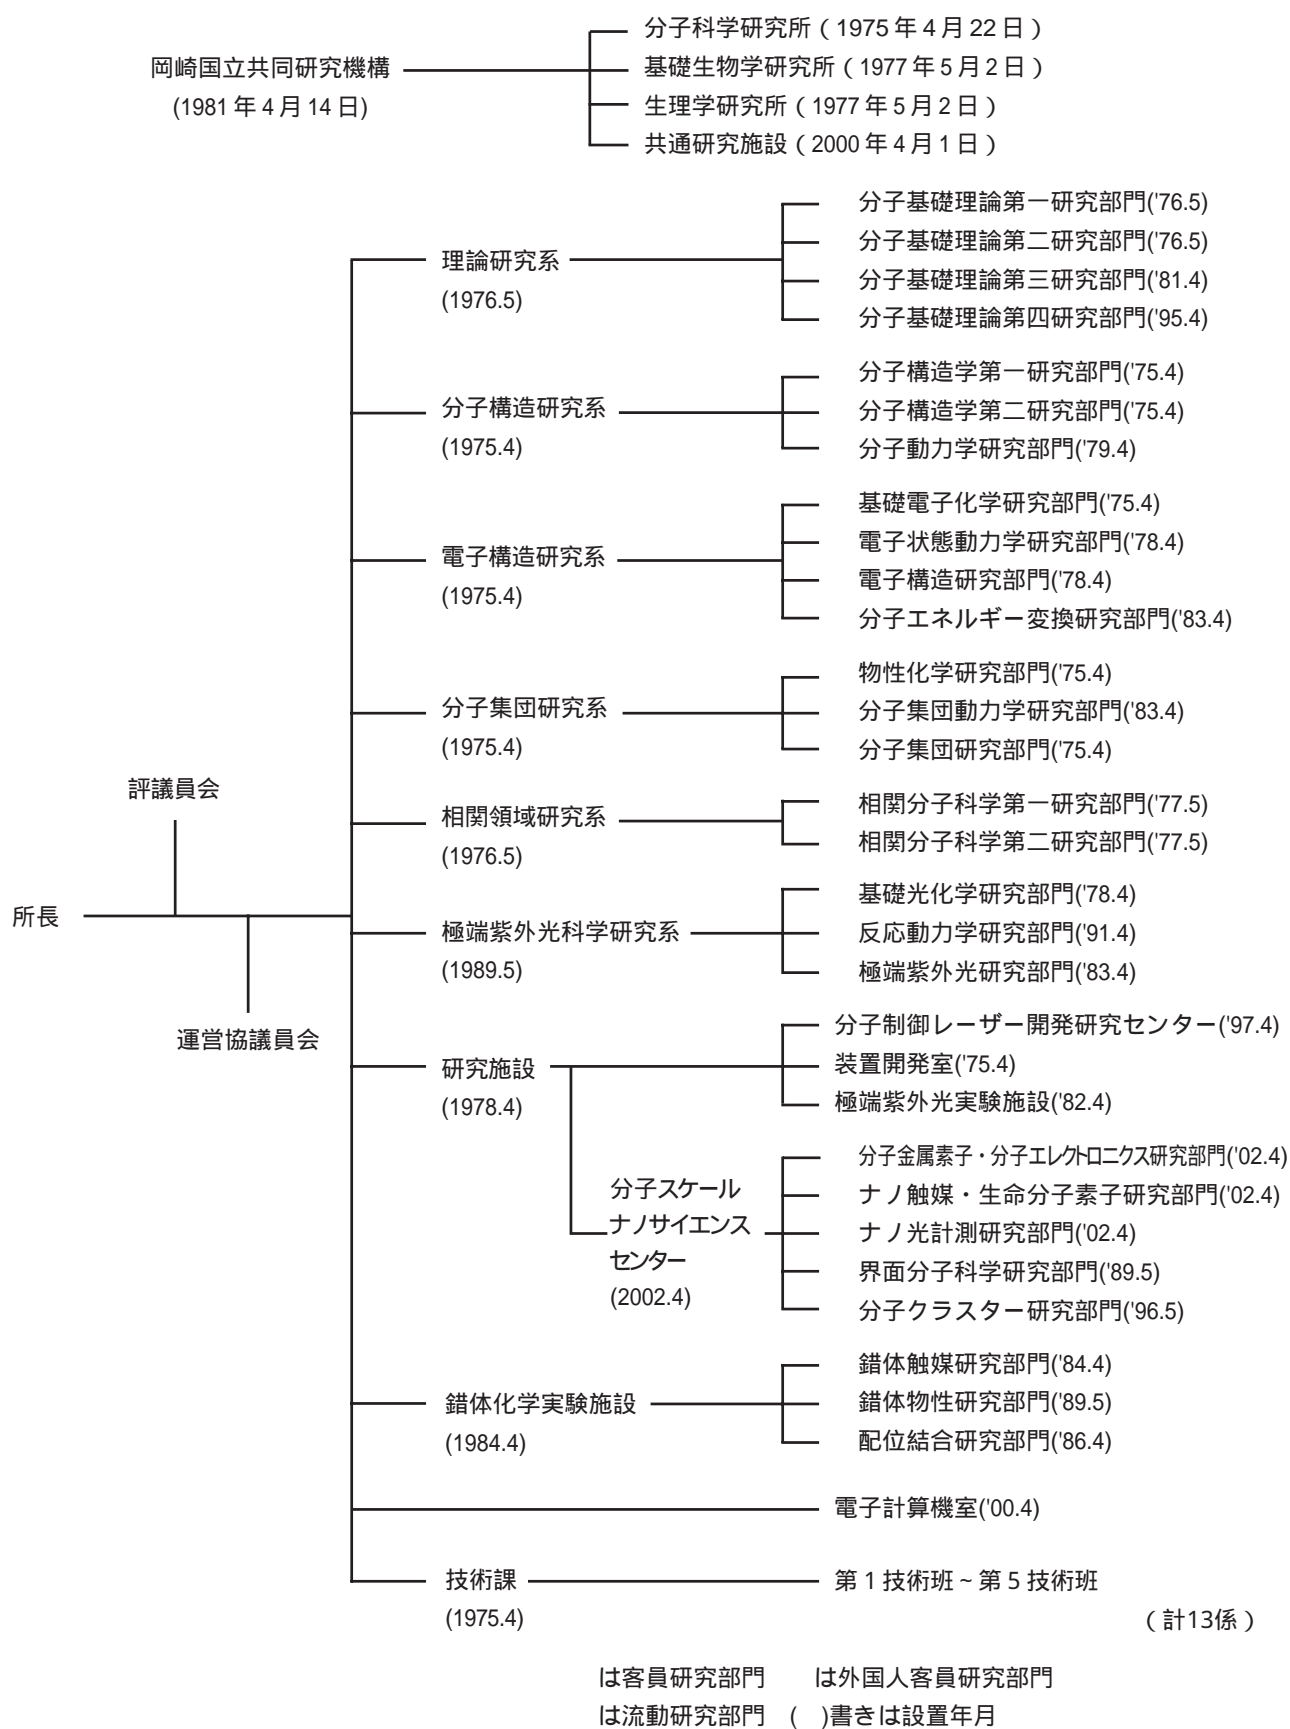 岡崎国立共同研究機構
(1981年4月14日)
分子科学研究所(1975年4月22日)
基礎生物学研究所(1977年5月2日)
生理学研究所(1977年5月2日)
共通研究施設(2000年4月1日)
所長
評議員会
運営協議員会
理論研究系
(1976.5)
分子基礎理論第一研究部門('76.5)
分子基礎理論第二研究部門('76.5)
分子基礎理論第三研究部門('81.4)
分子基礎理論第四研究部門('95.4)
分子構造研究系
(1975.4)
分子構造学第一研究部門('75.4)
分子構造学第二研究部門('75.4)
分子動力学研究部門('79.4)
電子構造研究系
(1975.4)
基礎電子化学研究部門('75.4)
電子状態動力学研究部門('78.4)
電子構造研究部門('78.4)
分子エネルギー変換研究部門('83.4)
分子集団研究系
(1975.4)
物性化学研究部門('75.4)
分子集団動力学研究部門('83.4)
分子集団研究部門('75.4)
相関領域研究系
(1976.5)
相関分子科学第一研究部門('77.5)
相関分子科学第二研究部門('77.5)
極端紫外光科学研究系
(1989.5)
基礎光化学研究部門('78.4)
反応動力学研究部門('91.4)
極端紫外光研究部門('83.4)
研究施設
(1978.4)
分子制御レーザー開発研究センター('97.4)
装置開発室('75.4)
極端紫外光実験施設('82.4)
分子スケール
ナノサイエンス
センター
(2002.4)
分子金属素子・分子エレクトロニクス研究部門('02.4)
ナノ触媒・生命分子素子研究部門('02.4)
ナノ光計測研究部門('02.4)
界面分子科学研究部門('89.5)
分子クラスター研究部門('96.5)
錯体化学実験施設
(1984.4)
錯体触媒研究部門('84.4)
錯体物性研究部門('89.5)
配位結合研究部門('86.4)
電子計算機室('00.4)
技術課
(1975.4)
第1技術班~第5技術班
(計13係)
は客員研究部門 は外国人客員研究部門
は流動研究部門 ( )書きは設置年月